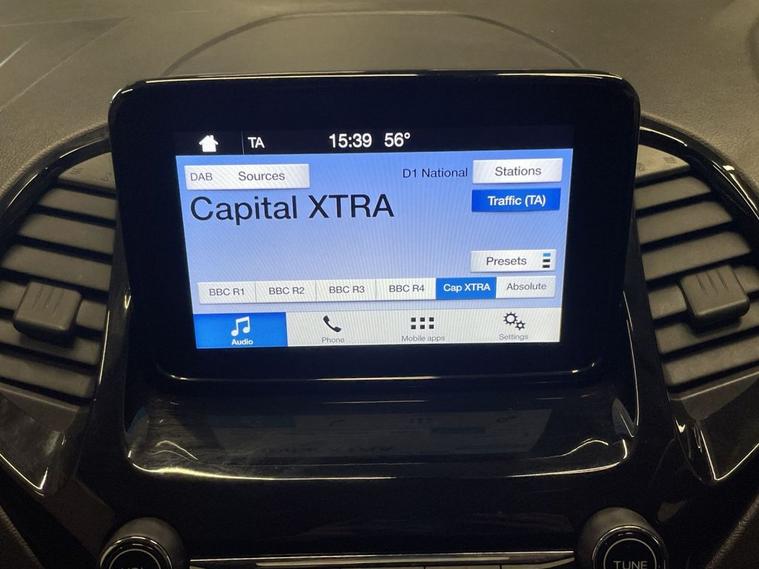 TA 15:39 56°
DAB Sources D1 National Stations
Capital XTRA Traffic (TA)
Presets
BBC R1 BBC R2 BBC R3 BBC R4 Cap XTRA Absolute
Audio Phone Mobile apps Settings
TUNE